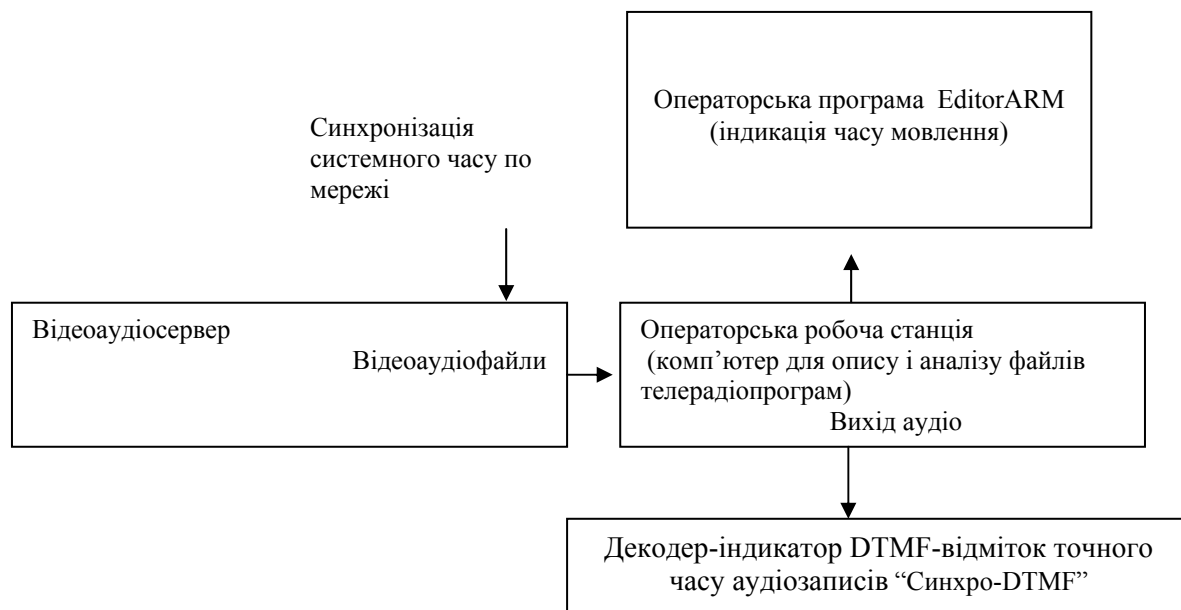 Операторська програма EditorARM
(індикація часу мовлення)
Синхронізація
системного часу по
мережі
Відеоаудіосервер
Відеоаудіофайли
Операторська робоча станція
(комп’ютер для опису і аналізу файлів
телерадіопрограм)
Вихід аудіо
Декодер-індикатор DTMF-відміток точного
часу аудіозаписів “Синхро-DTMF”